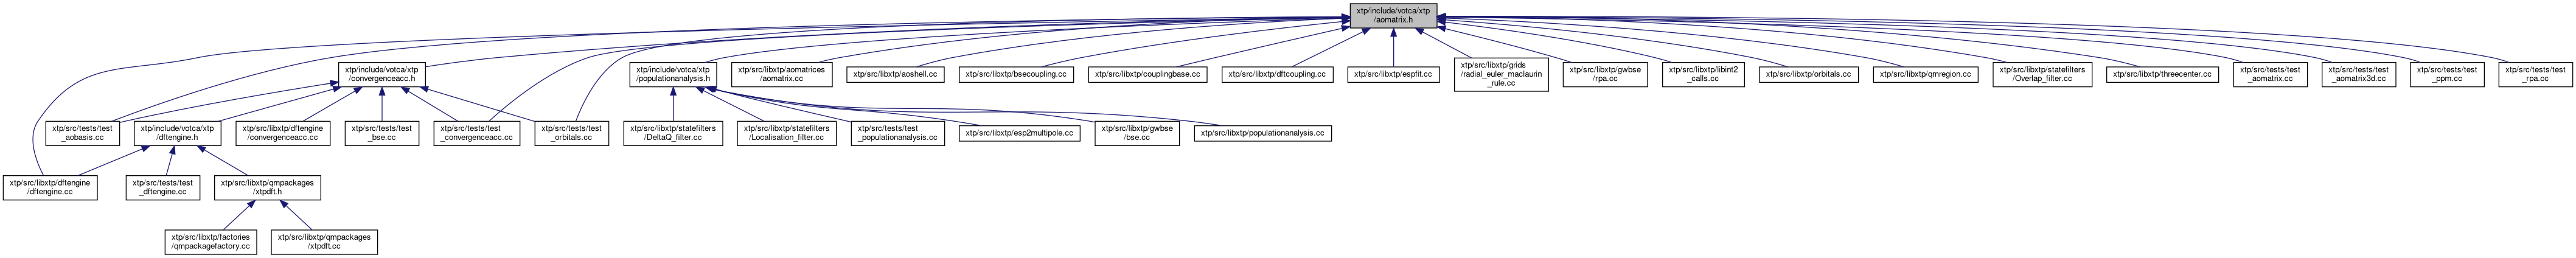 xtp/include/votca/xtp
/aomatrix.h
xtp/include/votca/xtp
/convergenceacc.h
xtp/include/votca/xtp
/populationanalysis.h
xtp/src/libxtp/aomatrices
/aomatrix.cc
xtp/src/libxtp/aoshell.cc
xtp/src/libxtp/bsecoupling.cc
xtp/src/libxtp/couplingbase.cc
xtp/src/libxtp/dftcoupling.cc
xtp/src/libxtp/espfit.cc
xtp/src/libxtp/grids
/radial_euler_maclaurin
_rule.cc
xtp/src/libxtp/gwbse
/rpa.cc
xtp/src/libxtp/libint2
_calls.cc
xtp/src/libxtp/orbitals.cc
xtp/src/libxtp/qmregion.cc
xtp/src/libxtp/statefilters
/Overlap_filter.cc
xtp/src/libxtp/threecenter.cc
xtp/src/tests/test
_aomatrix.cc
xtp/src/tests/test
_aomatrix3d.cc
xtp/src/tests/test
_ppm.cc
xtp/src/tests/test
_rpa.cc
xtp/src/tests/test
_aobasis.cc
xtp/include/votca/xtp
/dftengine.h
xtp/src/libxtp/dftengine
/convergenceacc.cc
xtp/src/tests/test
_bse.cc
xtp/src/tests/test
_convergenceacc.cc
xtp/src/tests/test
_orbitals.cc
xtp/src/libxtp/statefilters
/DeltaQ_filter.cc
xtp/src/libxtp/statefilters
/Localisation_filter.cc
xtp/src/tests/test
_populationanalysis.cc
xtp/src/libxtp/esp2multipole.cc
xtp/src/libxtp/gwbse
/bse.cc
xtp/src/libxtp/populationanalysis.cc
xtp/src/libxtp/dftengine
/dftengine.cc
xtp/src/tests/test
_dftengine.cc
xtp/src/libxtp/qmpackages
/xtpdft.h
xtp/src/libxtp/factories
/qmpackagefactory.cc
xtp/src/libxtp/qmpackages
/xtpdft.cc